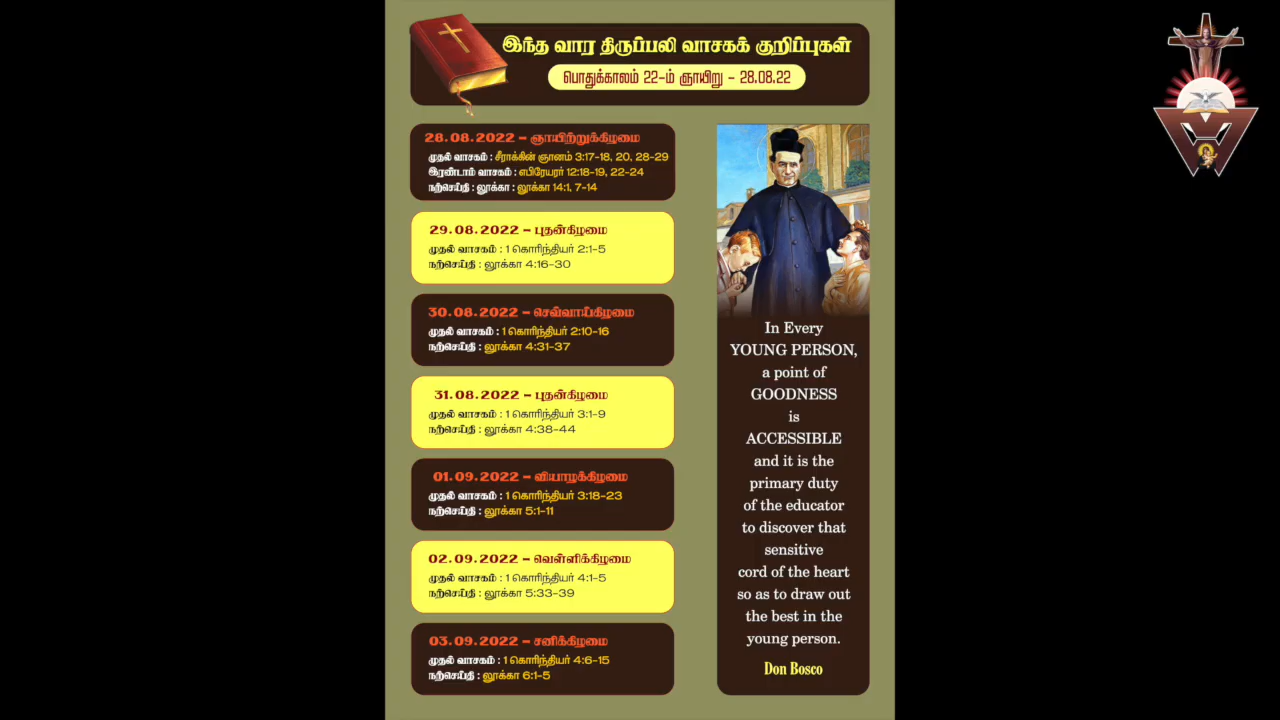 இந்த வார திருப்பலி வாசகக் குறிப்புகள்
பொதுக்காலம் 22-ம் ஞாயிறு - 28.08.22
28.08.2022 – ஞாயிற்றுக்கிழமை
முதல் வாசகம் : சீராக்கின் ஞானம் 3:17-18, 20, 28-29
இரண்டாம் வாசகம் : எபிரேயரர் 12:18-19, 22-24
நற்செய்தி : லூக்கா : லூக்கா 14:1, 7-14
29.08.2022 – புதன்கிழமை
முதல் வாசகம் : 1 கொரிந்தியர் 2:1-5
நற்செய்தி : லூக்கா 4:16-30
30.08.2022 – செவ்வாய்கிழமை
முதல் வாசகம் : 1 கொரிந்தியர் 2:10-16
நற்செய்தி : லூக்கா 4:31-37
31.08.2022 – புதன்கிழமை
முதல் வாசகம் : 1 கொரிந்தியர் 3:1-9
நற்செய்தி : லூக்கா 4:38-44
01.09.2022 – வியாழக்கிழமை
முதல் வாசகம் : 1 கொரிந்தியர் 3:18-23
நற்செய்தி : லூக்கா 5:1-11
02.09.2022 – வெள்ளிக்கிழமை
முதல் வாசகம் : 1 கொரிந்தியர் 4:1-5
நற்செய்தி : லூக்கா 5:33-39
03.09.2022 – சனிக்கிழமை
முதல் வாசகம் : 1 கொரிந்தியர் 4:6-15
நற்செய்தி : லூக்கா 6:1-5
In Every
YOUNG PERSON,
a point of
GOODNESS
is
ACCESSIBLE
and it is the
primary duty
of the educator
to discover that
sensitive
cord of the heart
so as to draw out
the best in the
young person.
Don Bosco